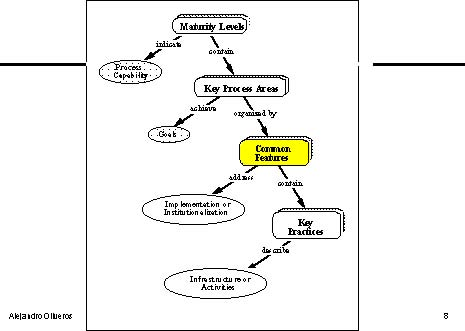 Maturity Levels
indicate
contain
Process
Capability
Key Process Areas
achieve
organized by
Goals
Common
Features
address
contain
Implementation or
Institutionalization
Key
Practices
describe
Infrastructure or
Activities
Alejandro Oliveros
8